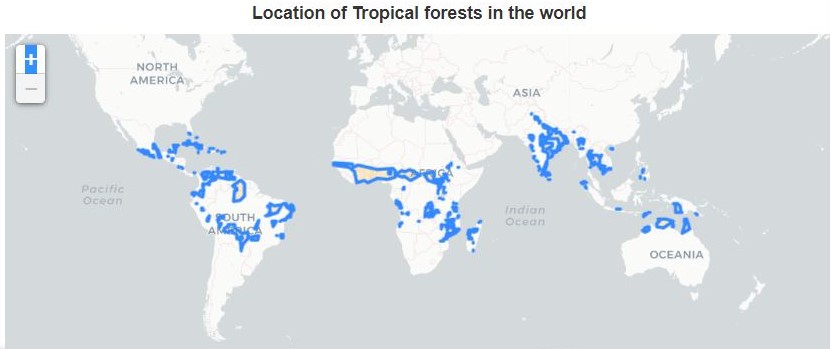 Location of Tropical forests in the world
+
−
NORTH
AMERICA
ASIA
AFRICA
Pacific
Ocean
Indian
Ocean
SOUTH
AMERICA
OCEANIA